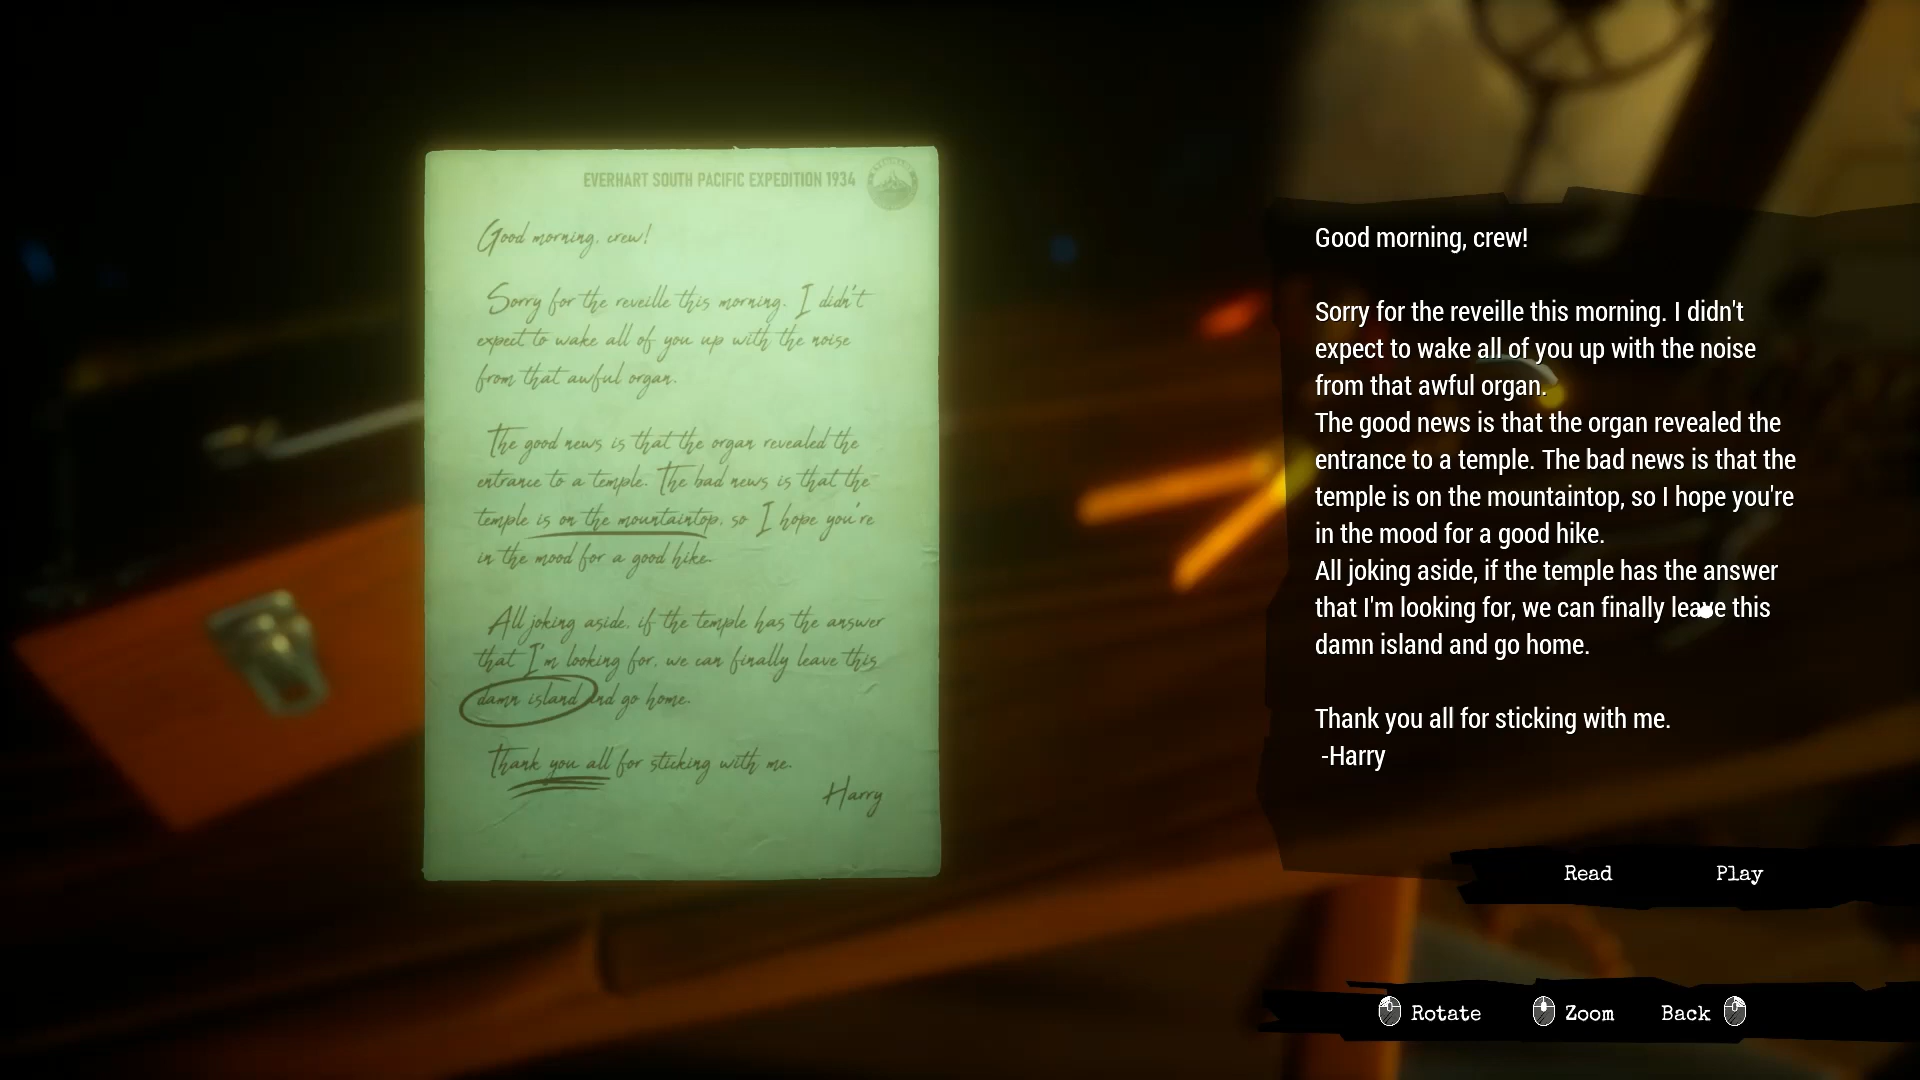 EVERHART SOUTH PACIFIC EXPEDITION 1934
Good morning, crew!
Sorry for the reveille this morning. I didn't
expect to wake all of you up with the noise
from that awful organ.
The good news is that the organ revealed the
entrance to a temple. The bad news is that the
temple is on the mountaintop, so I hope you're
in the mood for a good hike.
All joking aside, if the temple has the answer
that I'm looking for, we can finally leave this
damn island and go home.
Thank you all for sticking with me.
Harry
Good morning, crew!
Sorry for the reveille this morning. I didn't
expect to wake all of you up with the noise
from that awful organ.
The good news is that the organ revealed the
entrance to a temple. The bad news is that the
temple is on the mountaintop, so I hope you're
in the mood for a good hike.
All joking aside, if the temple has the answer
that I'm looking for, we can finally leave this
damn island and go home.
Thank you all for sticking with me.
-Harry
Read Play
Rotate Zoom Back